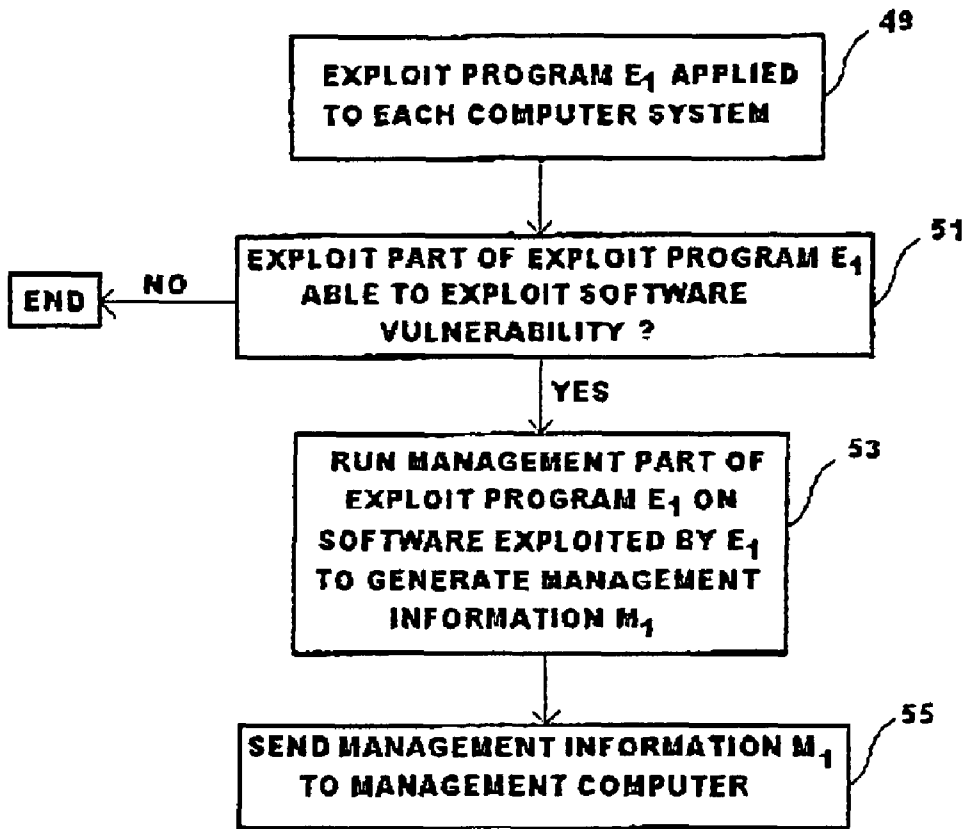 49
EXPLOIT PROGRAM E1 APPLIED
TO EACH COMPUTER SYSTEM
51
EXPLOIT PART OF EXPLOIT PROGRAM E1
ABLE TO EXPLOIT SOFTWARE
VULNERABILITY ?
NO
END
YES
53
RUN MANAGEMENT PART OF
EXPLOIT PROGRAM E1 ON
SOFTWARE EXPLOITED BY E1
TO GENERATE MANAGEMENT
INFORMATION M1
55
SEND MANAGEMENT INFORMATION M1
TO MANAGEMENT COMPUTER